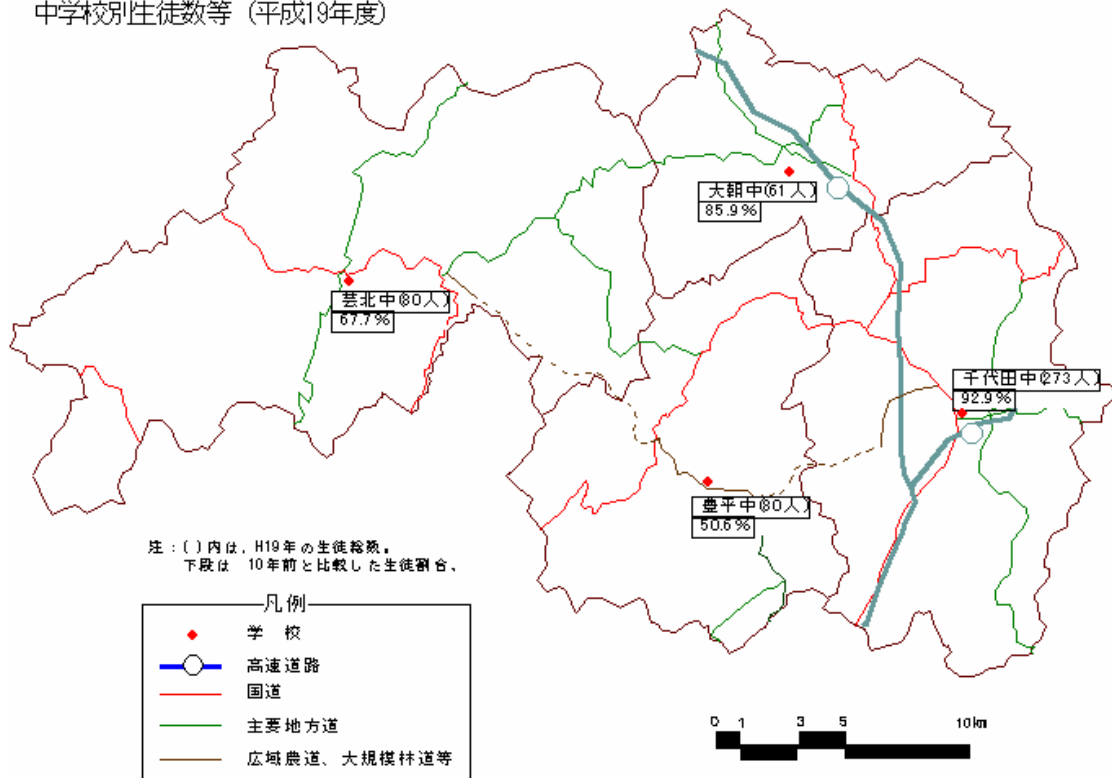 中学校別生徒数等（平成19年度）
大朝中(61人)
85.9%
芸北中(80人)
67.7%
千代田中(273人)
92.9%
豊平中(80人)
50.6%
注：( )内は、H19年の生徒総数。
下段は 10年前と比較した生徒割合、
凡例
学 校
高速道路
国道
主要地方道
広域農道、大規模林道等
0 1 3 5 10km